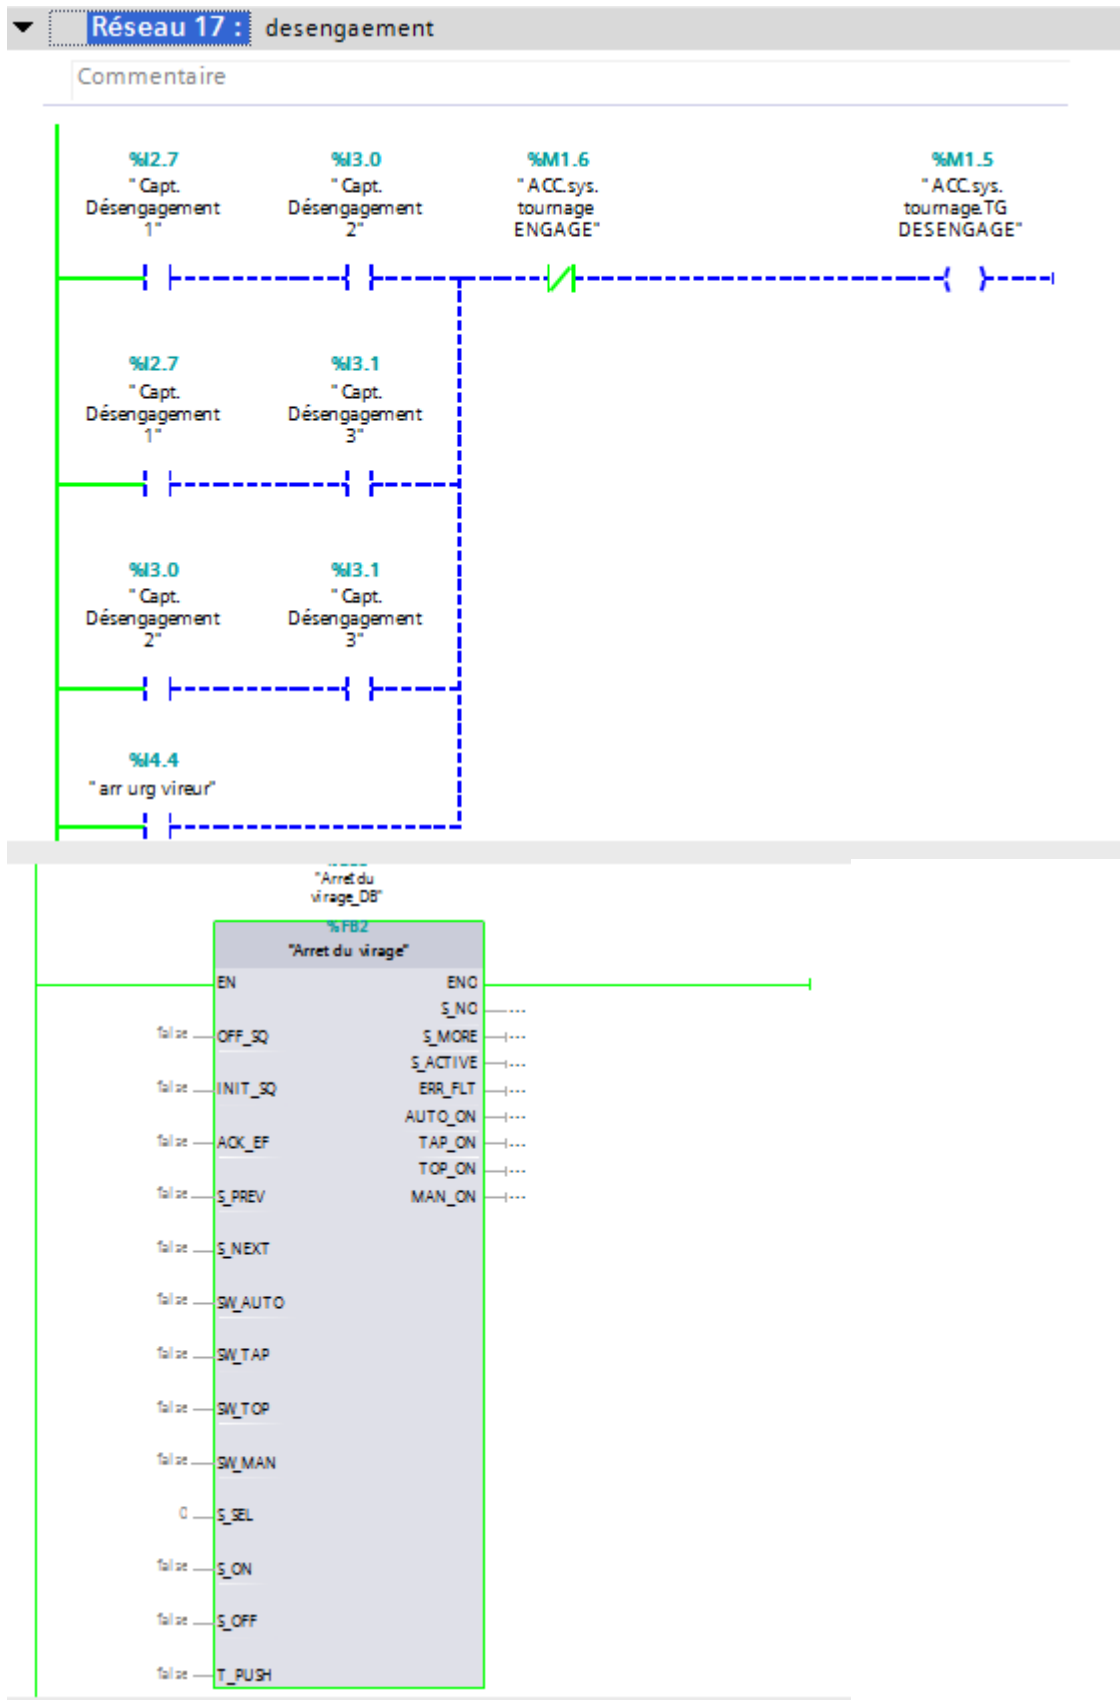 Réseau 17 : desengaement
Commentaire
%I2.7 %I3.0 %M1.6 %M1.5
"Capt. "Capt. "ACC.sys. "ACC.sys.
Désengagement Désengagement tournage tournage.TG
1" 2" ENGAGE" DESENGAGE"
%I2.7 %I3.1
"Capt. "Capt.
Désengagement Désengagement
1" 3"
%I3.0 %I3.1
"Capt. "Capt.
Désengagement Désengagement
2" 3"
%I4.4
"arr urg vireur"
"Arret du
virage_DB"
%FB2
"Arret du virage"
EN ENO
S_NO ...
false OFF_SQ S_MORE ...
S_ACTIVE ...
false INIT_SQ ERR_FLT ...
AUTO_ON ...
false ACK_EF TAP_ON ...
TOP_ON ...
false S_PREV MAN_ON ...
false S_NEXT
false SW_AUTO
false SW_TAP
false SW_TOP
false SW_MAN
0 S_SEL
false S_ON
false S_OFF
false T_PUSH